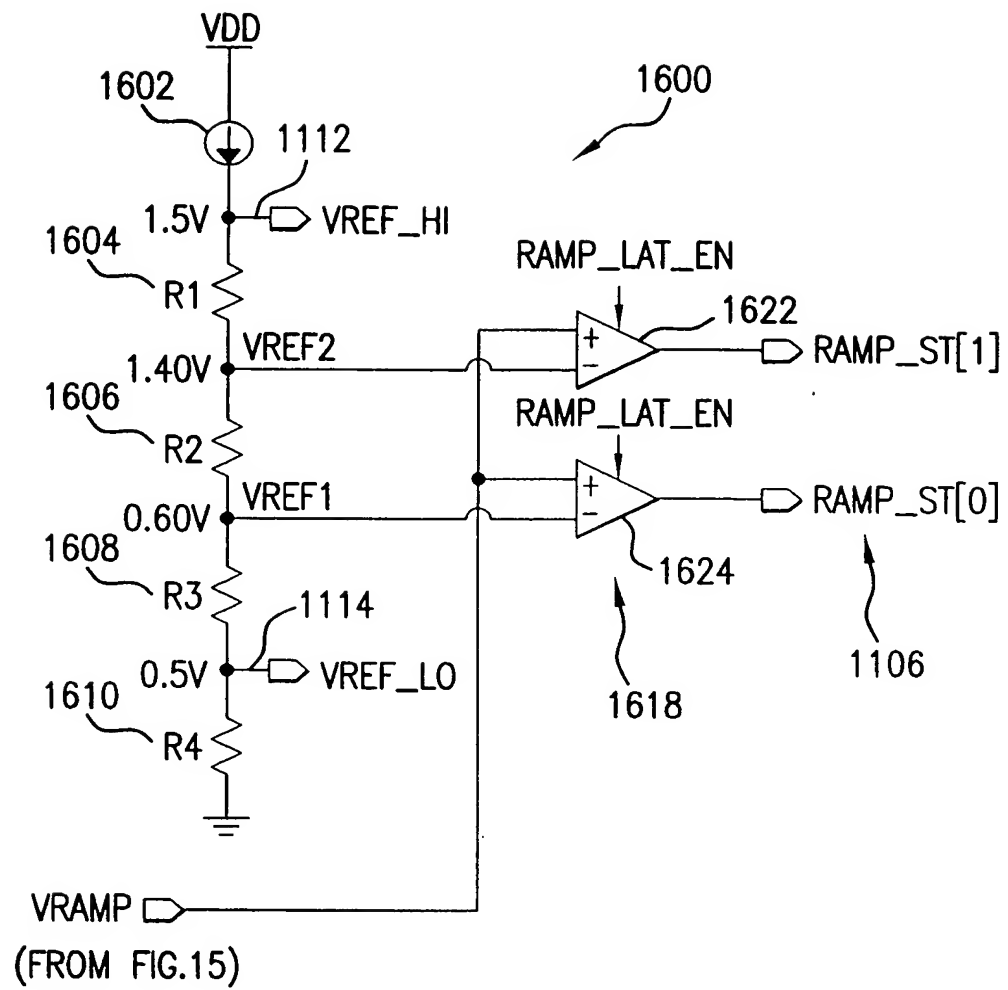 VDD
1602
1600
1112
1.5V
VREF_HI
1604
R1
RAMP_LAT_EN
1622
VREF2
+
−
RAMP_ST[1]
1.40V
1606
R2
RAMP_LAT_EN
VREF1
+
−
RAMP_ST[0]
0.60V
1608
1624
R3
1114
1106
0.5V
VREF_LO
1618
1610
R4
VRAMP
(FROM FIG.15)